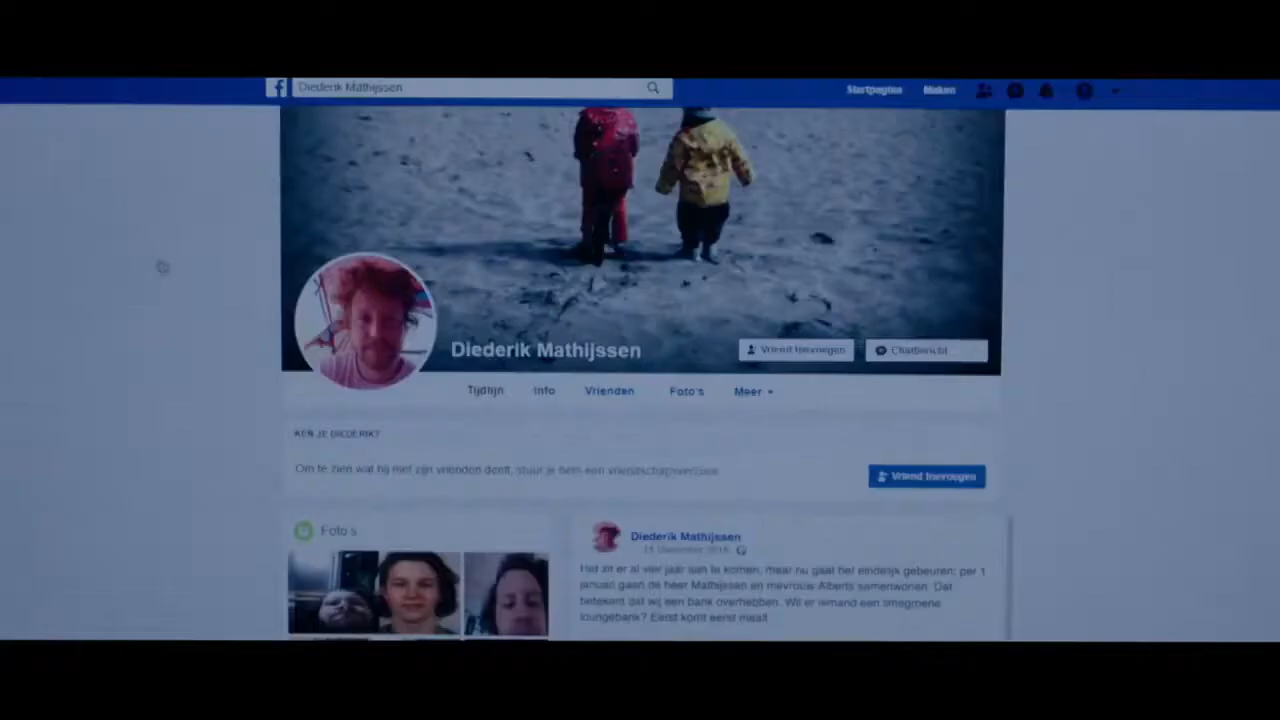 Diederik Mathijssen
Startpagina Maken
Diederik Mathijssen
Vriend toevoegen Chatbericht
Tijdlijn Info Vrienden Foto's Meer
KEN JE DIEDERIK?
Om te zien wat hij met zijn vrienden deelt, stuur je hem een vriendschapsverzoek
Vriend toevoegen
Foto's
Diederik Mathijssen
december
Het zit er al vier jaar aan te komen, maar nu gaat het eindelijk gebeuren: per 1
januari gaan de heer Mathijssen en mevrouw Alberts samenwonen. Dat
betekent dat wij een bank overhebben. Wil er iemand een smogroene
loungebank? Eerst komt eerst maalt